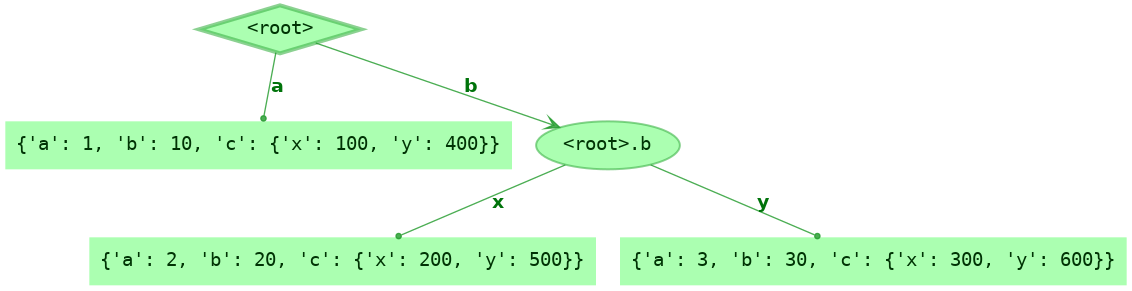 <root>
a
b
{'a': 1, 'b': 10, 'c': {'x': 100, 'y': 400}}
<root>.b
x
y
{'a': 2, 'b': 20, 'c': {'x': 200, 'y': 500}}
{'a': 3, 'b': 30, 'c': {'x': 300, 'y': 600}}